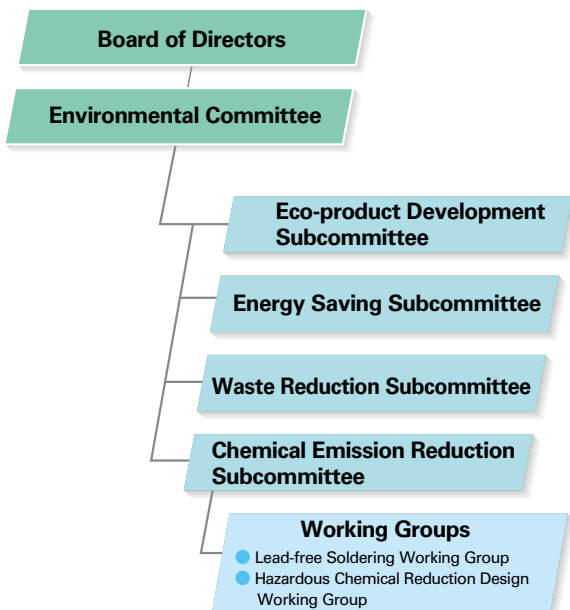 Board of Directors
Environmental Committee
Eco-product Development
Subcommittee
Energy Saving Subcommittee
Waste Reduction Subcommittee
Chemical Emission Reduction
Subcommittee
Working Groups
Lead-free Soldering Working Group
Hazardous Chemical Reduction Design
Working Group